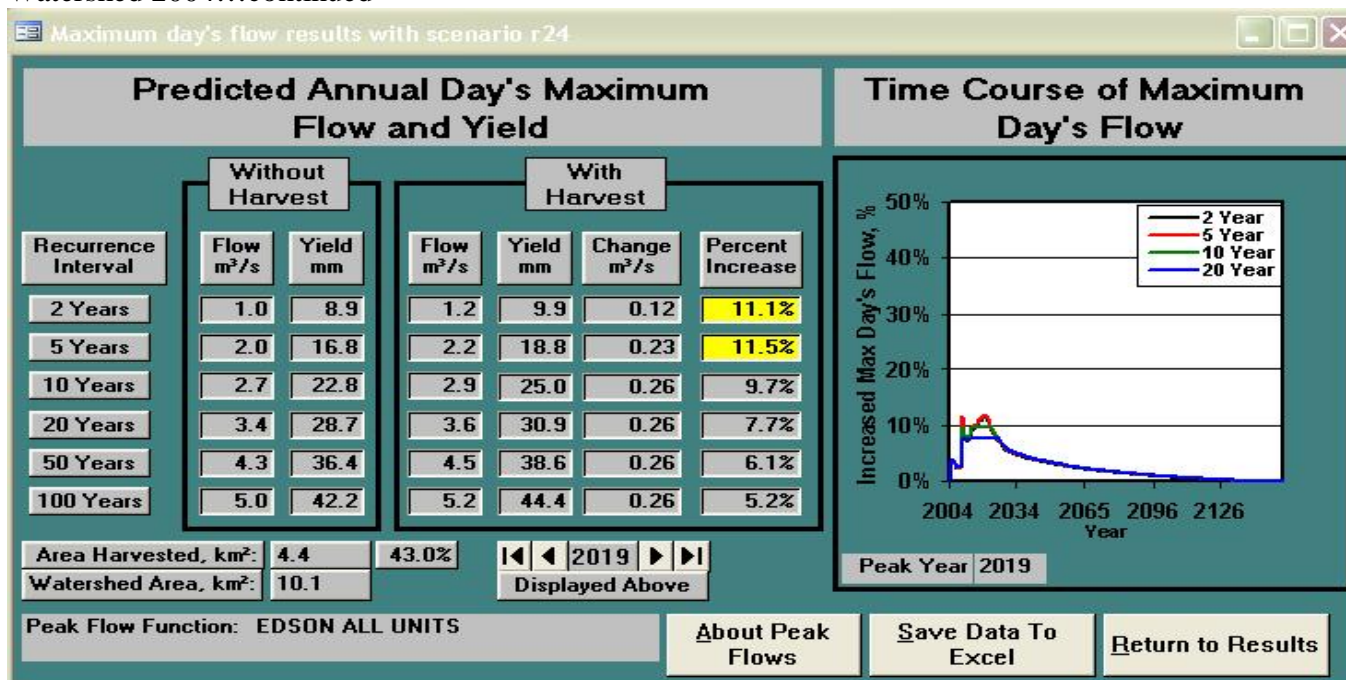 Watershed 2004....continued
Maximum day's flow results with scenario r24
Predicted Annual Day's Maximum
Flow and Yield
Without
Harvest
With
Harvest
Recurrence
Interval
Flow
m³/s
Yield
mm
Flow
m³/s
Yield
mm
Change
m³/s
Percent
Increase
2 Years 1.0 8.9 1.2 9.9 0.12 11.1%
5 Years 2.0 16.8 2.2 18.8 0.23 11.5%
10 Years 2.7 22.8 2.9 25.0 0.26 9.7%
20 Years 3.4 28.7 3.6 30.9 0.26 7.7%
50 Years 4.3 36.4 4.5 38.6 0.26 6.1%
100 Years 5.0 42.2 5.2 44.4 0.26 5.2%
Area Harvested, km²: 4.4 43.0%
Watershed Area, km²: 10.1
2019
Displayed Above
Time Course of Maximum
Day's Flow
Increased Max Day's Flow, %
50%
40%
30%
20%
10%
0%
2 Year
5 Year
10 Year
20 Year
2004 2034 2065 2096 2126
Year
Peak Year 2019
Peak Flow Function: EDSON ALL UNITS
About Peak
Flows
Save Data To
Excel
Return to Results